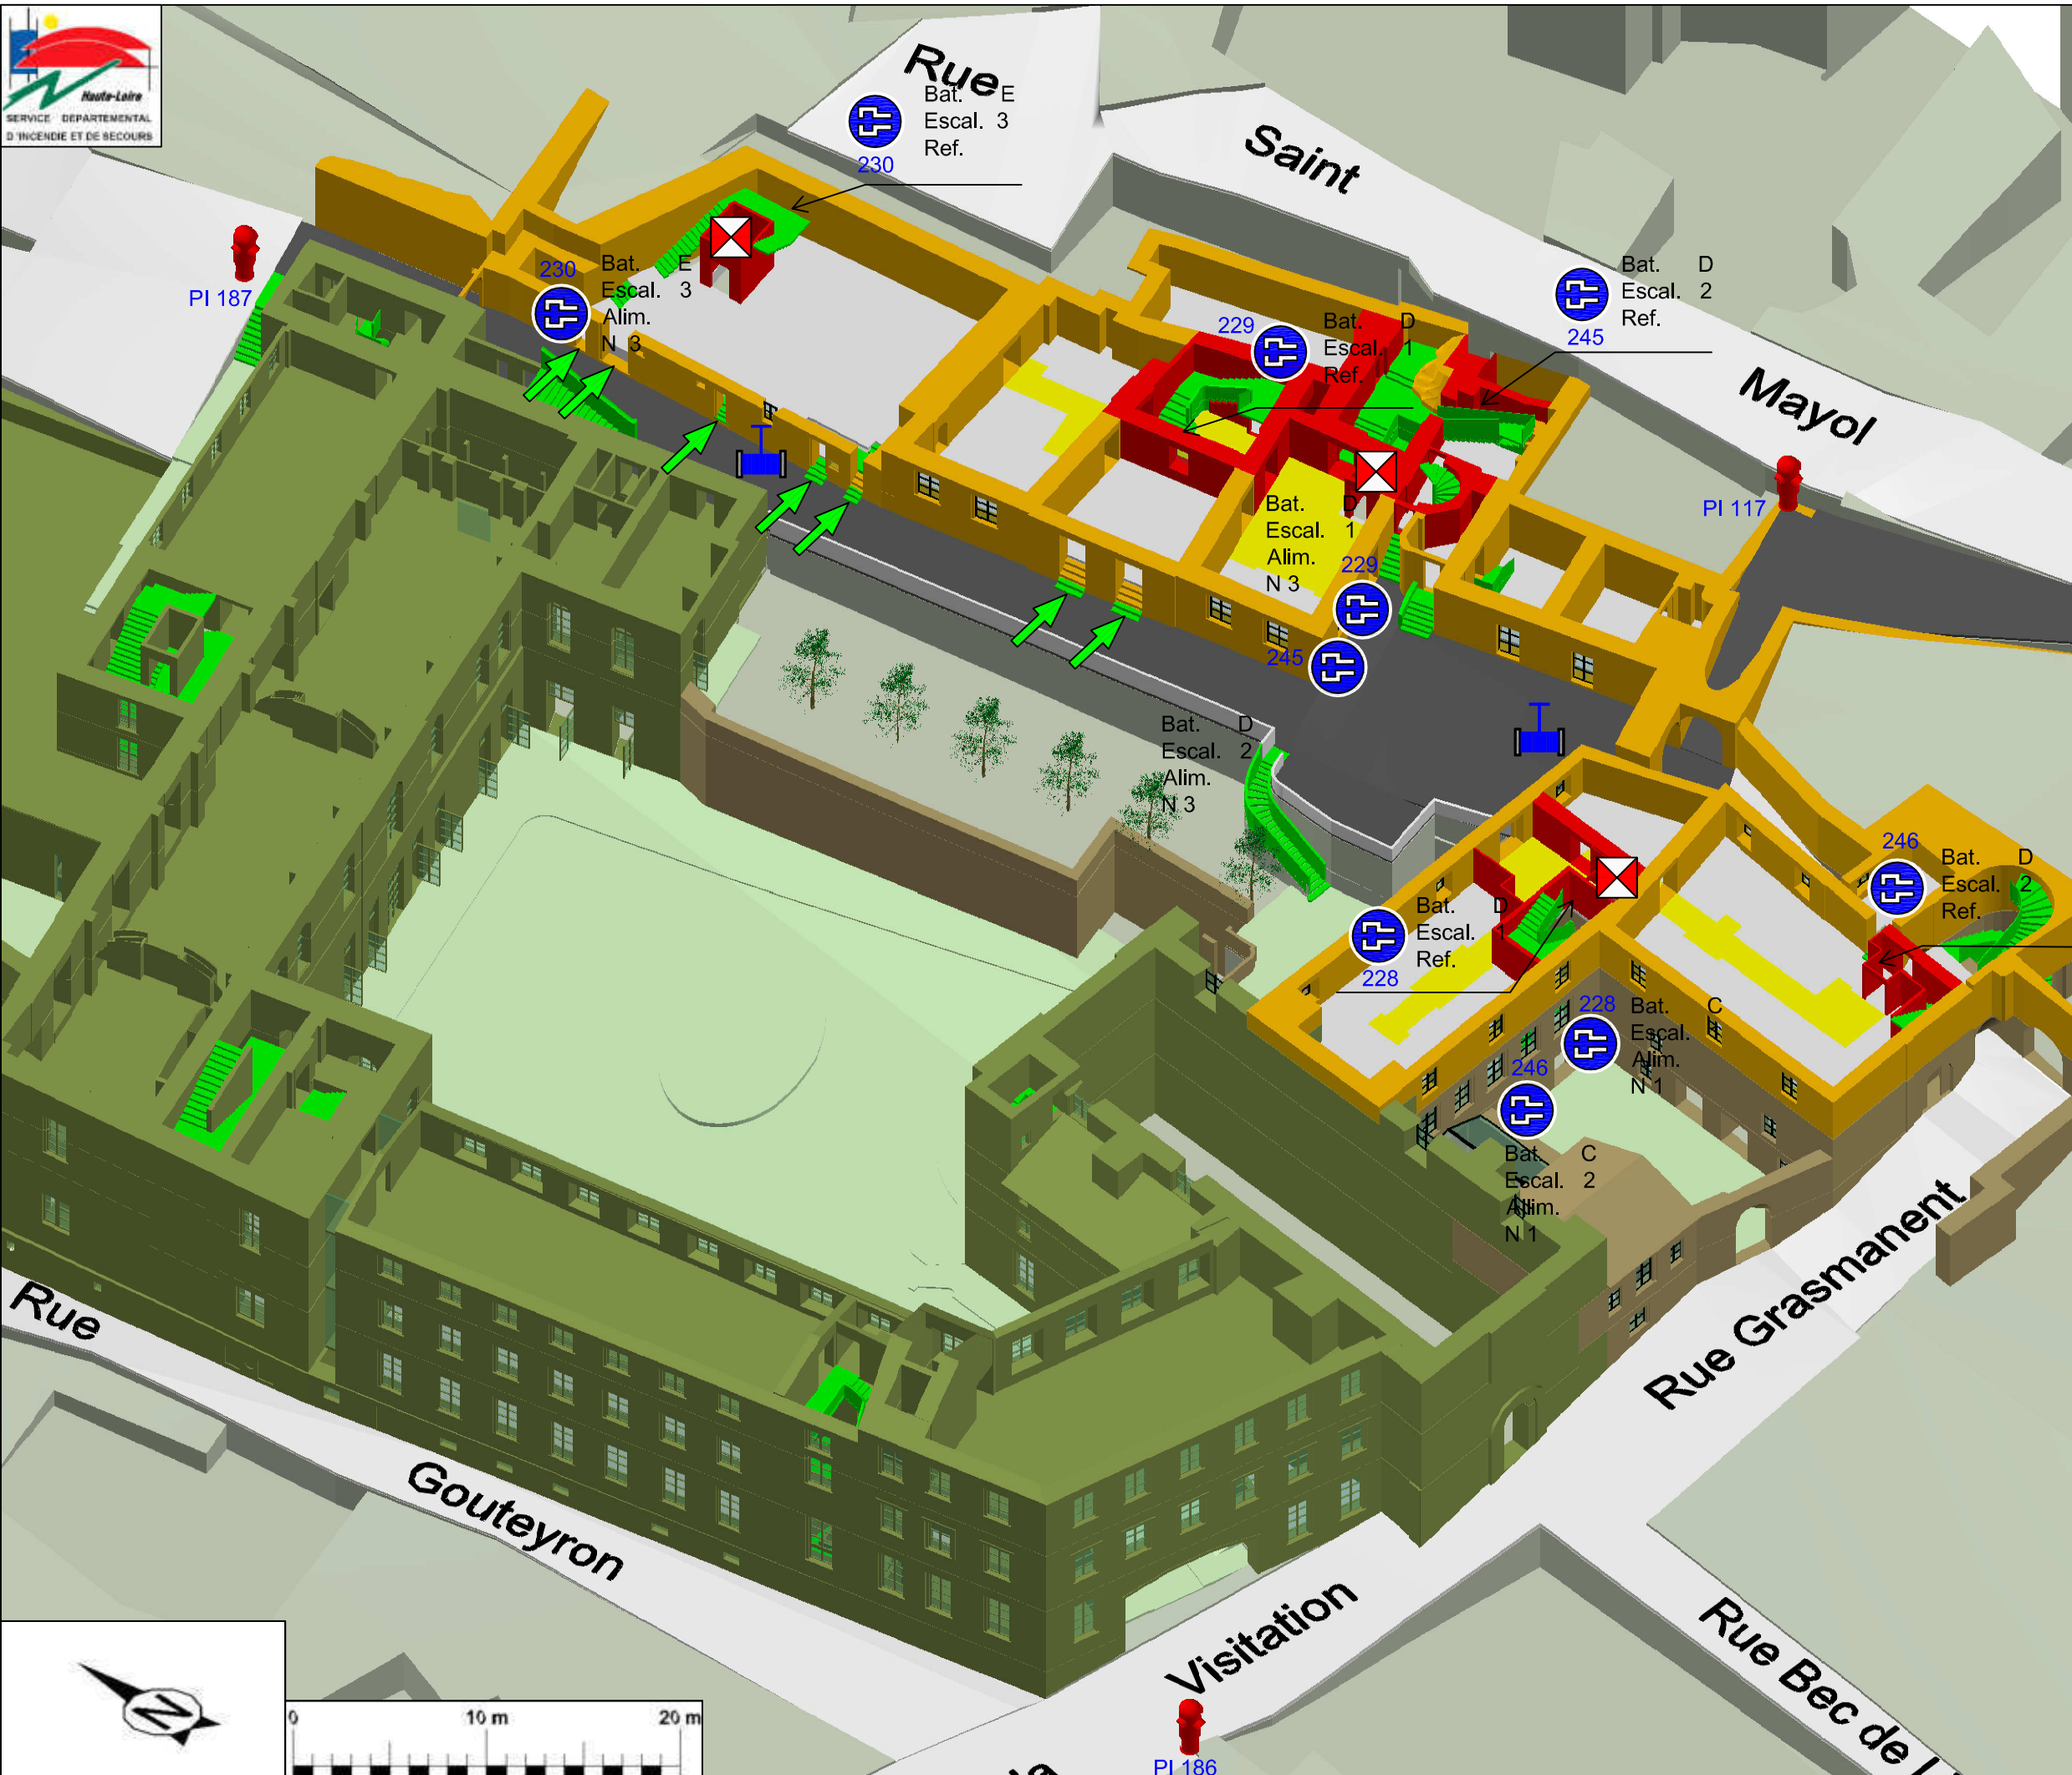 Haute-Loire
SERVICE DEPARTEMENTAL
D'INCENDIE ET DE SECOURS
Rue
Saint
Mayol
Bat. E
Escal. 3
Ref.
230
PI 187
230
Bat. E
Escal. 3
Alim.
N 3
229
Bat. D
Escal. 1
Ref.
Bat. D
Escal. 2
Ref.
245
PI 117
Bat. D
Escal. 1
Alim.
N 3
229
245
Bat. D
Escal. 2
Alim.
N 3
246
Bat. D
Escal. 2
Ref.
Bat. D
Escal. 1
Ref.
228
228
Bat. C
Escal.
Alim.
N 1
246
Bat. C
Escal. 2
Alim.
N 1
Rue Grasmanent
Rue
Gouteyron
Visitation
Rue Bec de
PI 186
N
0 10 m 20 m